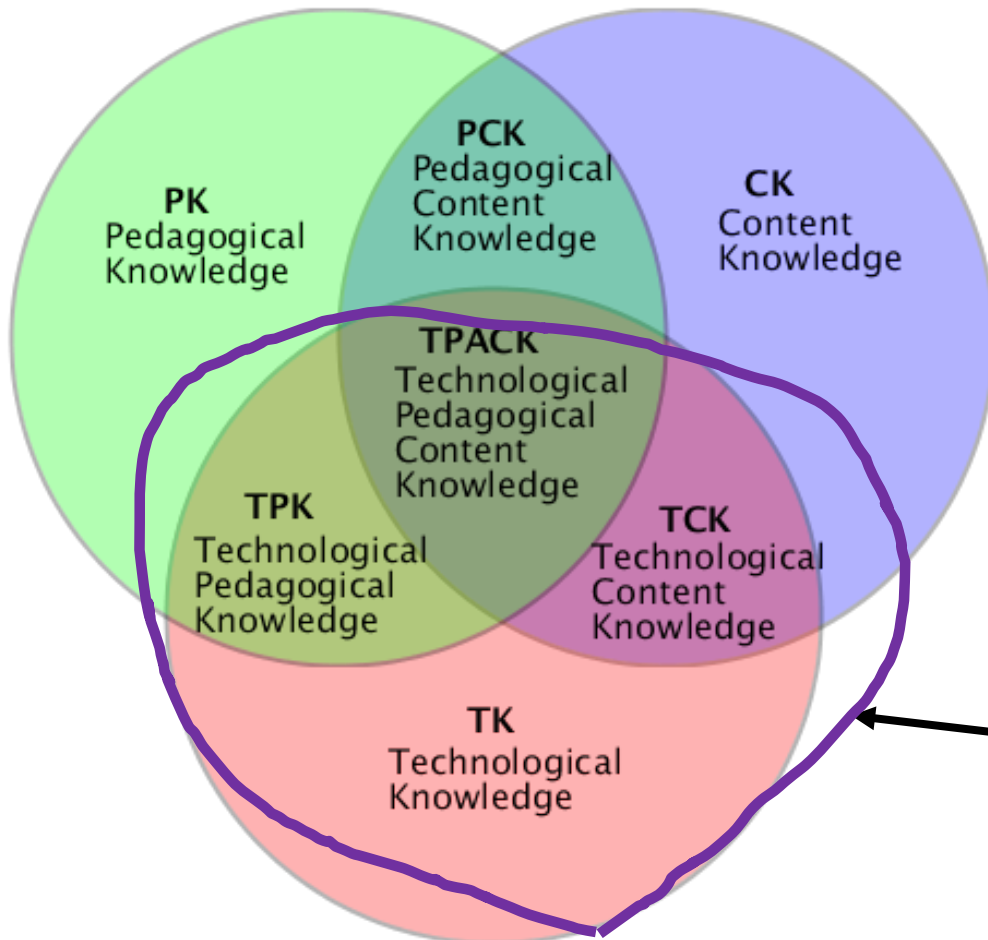 PCK
Pedagogical
Content
Knowledge
PK
Pedagogical
Knowledge
CK
Content
Knowledge
TPACK
Technological
Pedagogical
Content
Knowledge
TPK
Technological
Pedagogical
Knowledge
TCK
Technological
Content
Knowledge
TK
Technological
Knowledge